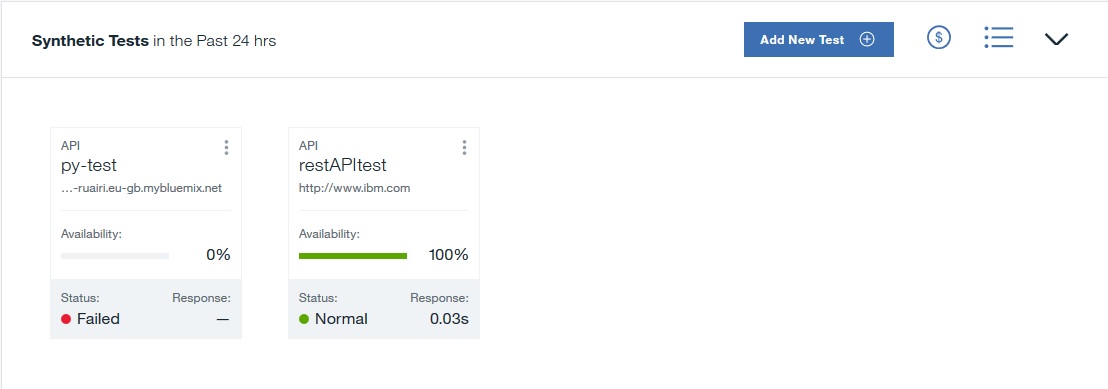 Synthetic Tests in the Past 24 hrs
Add New Test
$
API
py-test
...-ruairi.eu-gb.mybluemix.net
Availability:
0%
Status:
Response:
Failed
—
API
restAPItest
http://www.ibm.com
Availability:
100%
Status:
Response:
Normal
0.03s